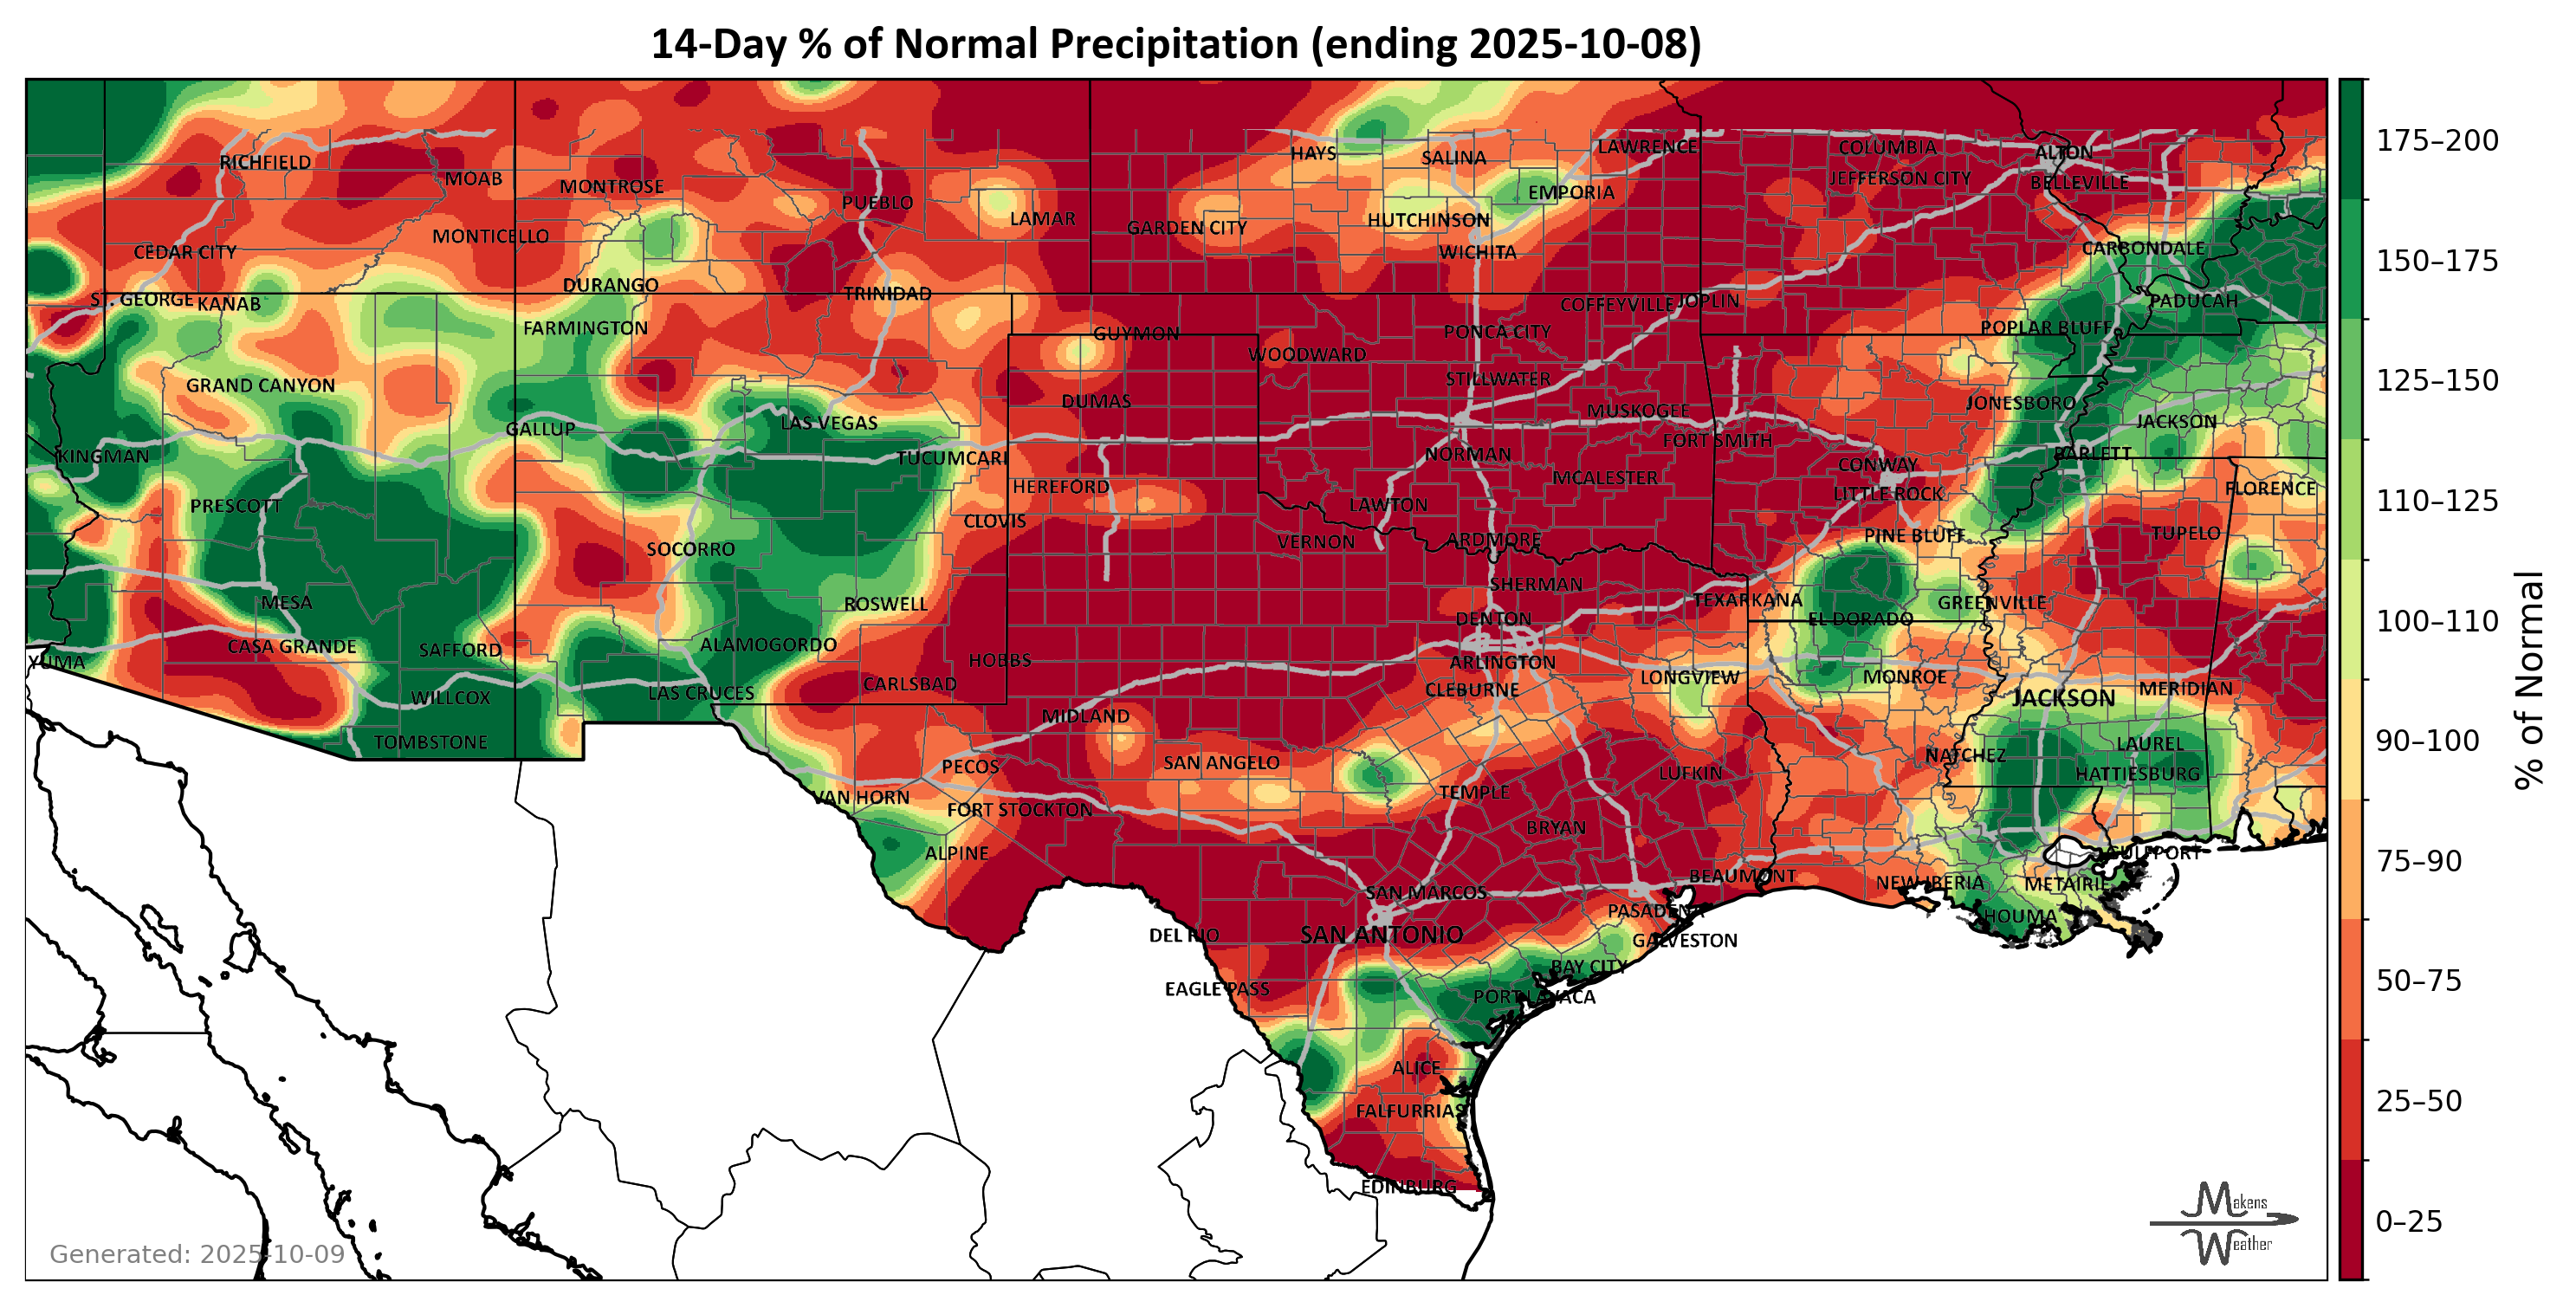 14-Day % of Normal Precipitation (ending 2025-10-08)
HAYS
SALINA
LAWRENCE
COLUMBIA
ALTON
RICHFIELD
MOAB
MONTROSE
PUEBLO
LAMAR
EMPORIA
JEFFERSON CITY
BELLEVILLE
GARDEN CITY
HUTCHINSON
WICHITA
CEDAR CITY
MONTICELLO
CARBONDALE
ST. GEORGE
KANAB
DURANGO
TRINIDAD
COFFEYVILLE
JOPLIN
PADUCAH
FARMINGTON
GUYMON
PONCA CITY
POPLAR BLUFF
WOODWARD
GRAND CANYON
STILLWATER
DUMAS
MUSKOGEE
JONESBORO
GALLUP
LAS VEGAS
FORT SMITH
JACKSON
KINGMAN
TUCUMCARI
NORMAN
CONWAY
BARLETT
PRESCOTT
HEREFORD
LAWTON
MCALESTER
LITTLE ROCK
FLORENCE
CLOVIS
SOCORRO
VERNON
ARDMORE
PINE BLUFF
TUPELO
SHERMAN
MESA
ROSWELL
DENTON
TEXARKANA
EL DORADO
GREENVILLE
CASA GRANDE
SAFFORD
ALAMOGORDO
YUMA
HOBBS
ARLINGTON
WILLCOX
LAS CRUCES
CARLSBAD
CLEBURNE
LONGVIEW
MONROE
JACKSON
MERIDIAN
TOMBSTONE
MIDLAND
PECOS
SAN ANGELO
LUFKIN
NATCHEZ
LAUREL
HATTIESBURG
VAN HORN
FORT STOCKTON
TEMPLE
BRYAN
ALPINE
GULFPORT
SAN MARCOS
BEAUMONT
NEW IBERIA
METAIRIE
PASADENA
HOUMA
DEL RIO
SAN ANTONIO
GALVESTON
BAY CITY
EAGLE PASS
PORT LAVACA
ALICE
FALFURRIAS
EDINBURG
Generated: 2025-10-09
Makens
Weather
175–200
150–175
125–150
110–125
100–110
90–100
75–90
50–75
25–50
0–25
% of Normal